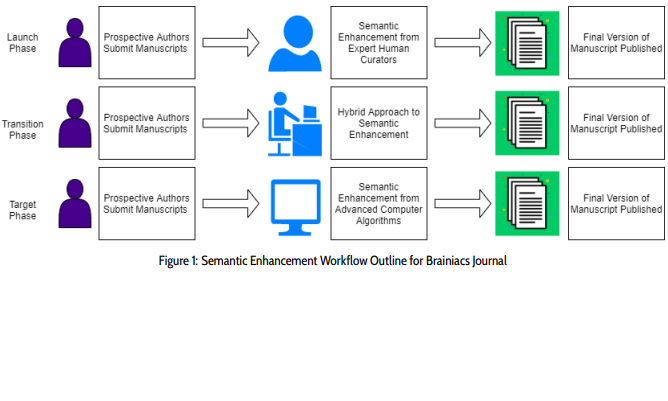 Launch
Phase
Prospective Authors
Submit Manuscripts
Semantic
Enhancement from
Expert Human
Curators
Final Version of
Manuscript Published
Transition
Phase
Prospective Authors
Submit Manuscripts
Hybrid Approach to
Semantic
Enhancement
Final Version of
Manuscript Published
Target
Phase
Prospective Authors
Submit Manuscripts
Semantic
Enhancement from
Advanced Computer
Algorithms
Final Version of
Manuscript Published
Figure 1: Semantic Enhancement Workflow Outline for Brainiacs Journal